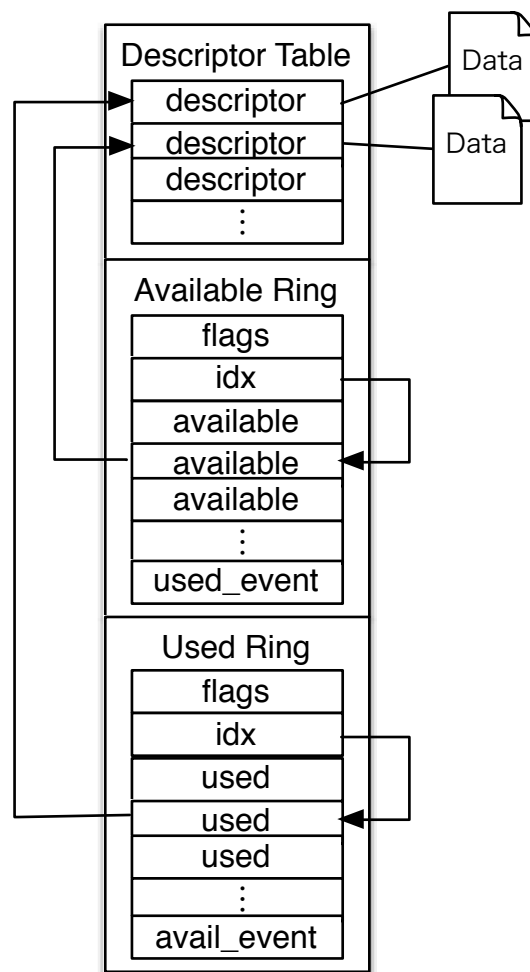 Descriptor Table
descriptor
descriptor
descriptor
⋮
Data
Data
Available Ring
flags
idx
available
available
available
⋮
used_event
Used Ring
flags
idx
used
used
used
⋮
avail_event